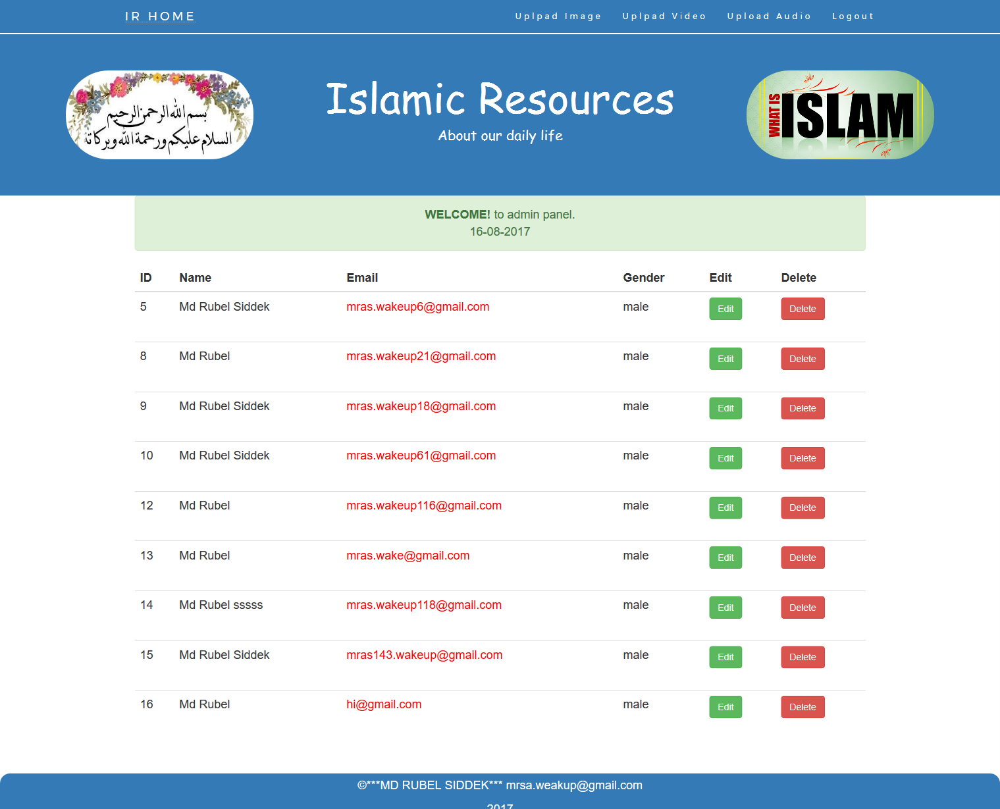 IR HOME Uplpad Image Uplpad Video Upload Audio Logout
بسم الله الرحمن الرحيم
السلام عليكم ورحمة الله وبركاته
Islamic Resources
About our daily life
WHAT IS
ISLAM
WELCOME! to admin panel.
16-08-2017
ID Name Email Gender Edit Delete
5 Md Rubel Siddek mras.wakeup6@gmail.com male Edit Delete
8 Md Rubel mras.wakeup21@gmail.com male Edit Delete
9 Md Rubel Siddek mras.wakeup18@gmail.com male Edit Delete
10 Md Rubel Siddek mras.wakeup61@gmail.com male Edit Delete
12 Md Rubel mras.wakeup116@gmail.com male Edit Delete
13 Md Rubel mras.wake@gmail.com male Edit Delete
14 Md Rubel sssss mras.wakeup118@gmail.com male Edit Delete
15 Md Rubel Siddek mras143.wakeup@gmail.com male Edit Delete
16 Md Rubel hi@gmail.com male Edit Delete
©***MD RUBEL SIDDEK*** mrsa.weakup@gmail.com
2017